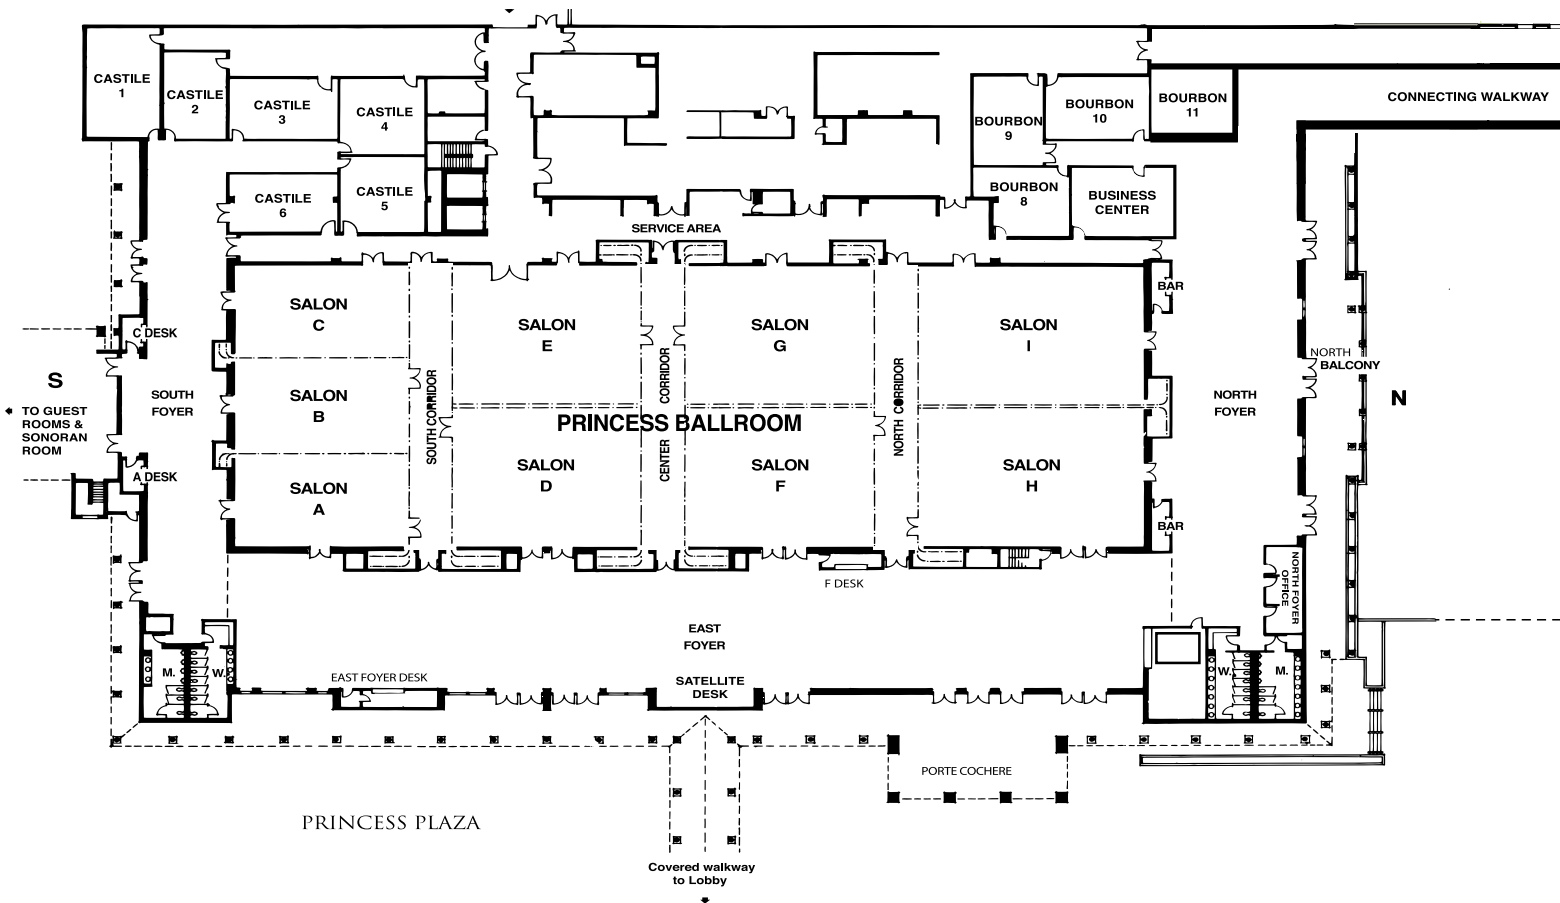 CASTILE
1
CASTILE
2
CASTILE
3
CASTILE
4
CASTILE
5
CASTILE
6
BOURBON
9
BOURBON
10
BOURBON
11
BOURBON
8
BUSINESS
CENTER
CONNECTING WALKWAY
SERVICE AREA
SALON
C
SALON
B
SALON
A
SALON
E
SALON
D
SALON
G
SALON
F
SALON
I
SALON
H
PRINCESS BALLROOM
SOUTH CORRIDOR
CENTER CORRIDOR
NORTH CORRIDOR
BAR
BAR
C DESK
A DESK
SOUTH
FOYER
S
TO GUEST
ROOMS &
SONORAN
ROOM
NORTH
FOYER
NORTH
BALCONY
N
NORTH FOYER
OFFICE
F DESK
EAST
FOYER
EAST FOYER DESK
SATELLITE
DESK
M.
W.
W.
M.
PORTE COCHERE
PRINCESS PLAZA
Covered walkway
to Lobby